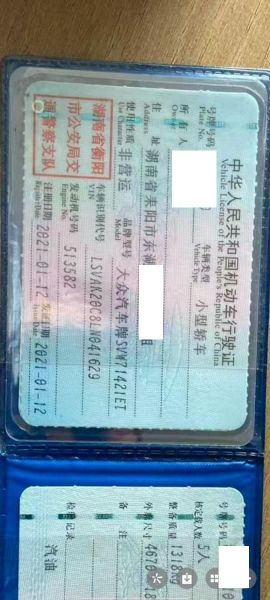 中华人民共和国机动车行驶证
Vehicle License of the People's Republic of China
号牌号码
Plate No.
车辆类型 小型轿车
Vehicle Type
所有人
Owner
住址 湖南省耒阳市东湖
Address
组
使用性质 非营运
Use Character
品牌型号 大众汽车牌SVW71421ET
Model
湖南省衡阳
市公安局交
通警察支队
车辆识别代号 LSVAK20C8LN041629
VIN
发动机号码 513502
Engine No.
注册日期 2021-01-12
Register Date
发证日期 2021-01-12
Issue Date
号牌号码
核定载人数 5人
整备质量 1318kg
外廓尺寸
备注
检验记录
汽油